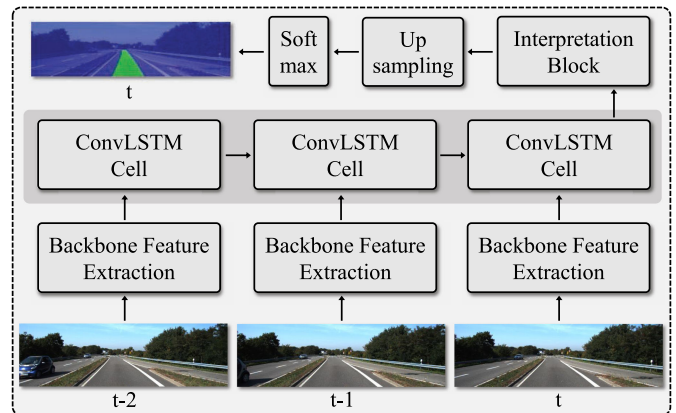 Soft
max
Up
sampling
Interpretation
Block
t
ConvLSTM
Cell
ConvLSTM
Cell
ConvLSTM
Cell
Backbone Feature
Extraction
Backbone Feature
Extraction
Backbone Feature
Extraction
t-2
t-1
t